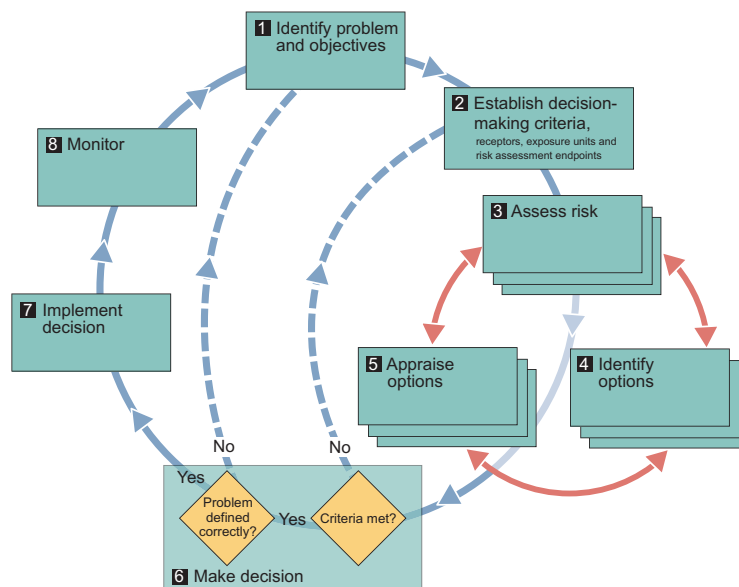 1 Identify problem
and objectives
2 Establish decision-
making criteria,
receptors, exposure units and
risk assessment endpoints
3 Assess risk
4 Identify
options
5 Appraise
options
6 Make decision
Criteria met?
No
Yes
Problem
defined
correctly?
No
Yes
7 Implement
decision
8 Monitor